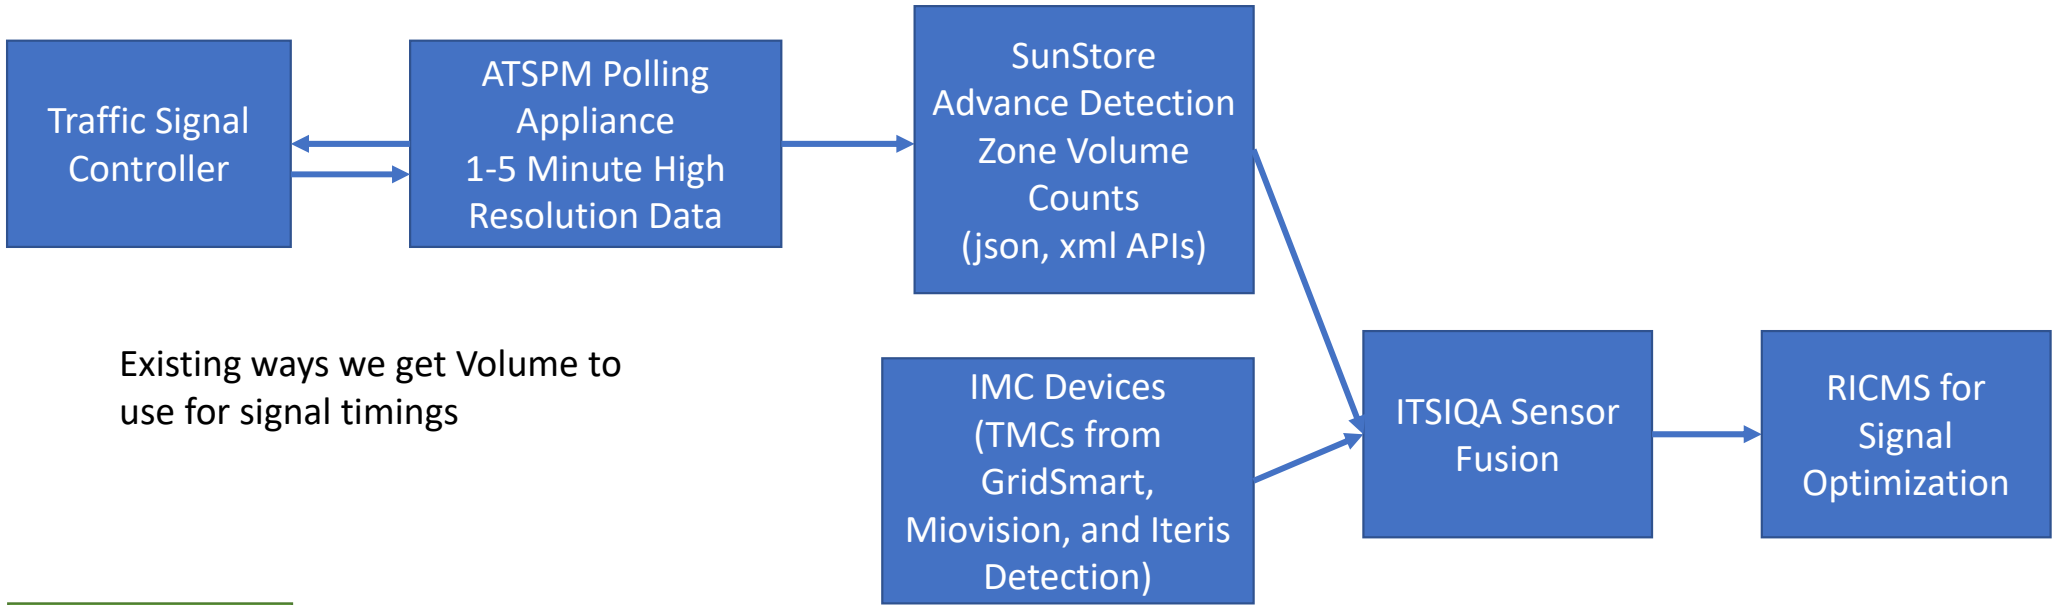 Traffic Signal
Controller
ATSPM Polling
Appliance
1-5 Minute High
Resolution Data
SunStore
Advance Detection
Zone Volume
Counts
(json, xml APIs)
Existing ways we get Volume to
use for signal timings
IMC Devices
(TMCs from
GridSmart,
Miovision, and Iteris
Detection)
ITSIQA Sensor
Fusion
RICMS for
Signal
Optimization